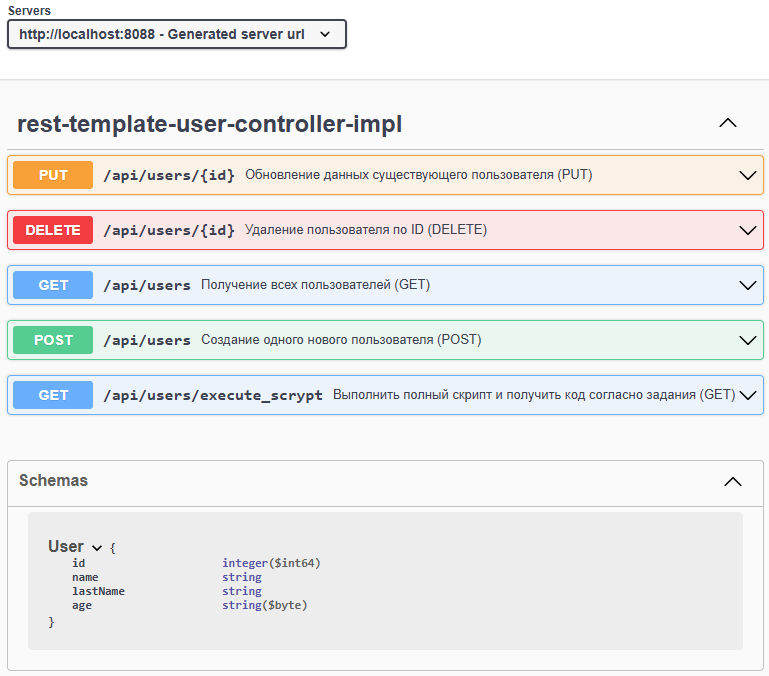 Servers
http://localhost:8088 - Generated server url
rest-template-user-controller-impl
PUT /api/users/{id} Обновление данных существующего пользователя (PUT)
DELETE /api/users/{id} Удаление пользователя по ID (DELETE)
GET /api/users Получение всех пользователей (GET)
POST /api/users Создание одного нового пользователя (POST)
GET /api/users/execute_scrypt Выполнить полный скрипт и получить код согласно задания (GET)
Schemas
User {
id integer($int64)
name string
lastName string
age string($byte)
}